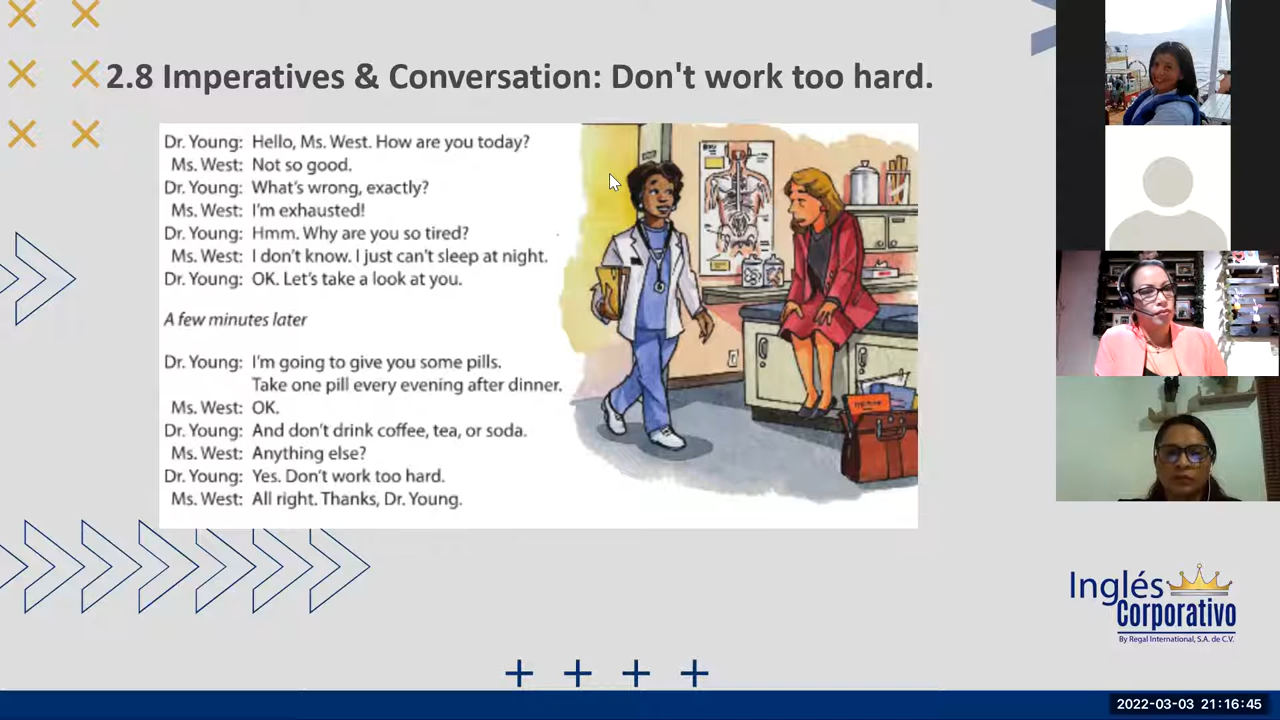 2.8 Imperatives & Conversation: Don't work too hard.
Dr. Young: Hello, Ms. West. How are you today?
Ms. West: Not so good.
Dr. Young: What's wrong, exactly?
Ms. West: I'm exhausted!
Dr. Young: Hmm. Why are you so tired?
Ms. West: I don't know. I just can't sleep at night.
Dr. Young: OK. Let's take a look at you.
A few minutes later
Dr. Young: I'm going to give you some pills.
Take one pill every evening after dinner.
Ms. West: OK.
Dr. Young: And don't drink coffee, tea, or soda.
Ms. West: Anything else?
Dr. Young: Yes. Don't work too hard.
Ms. West: All right. Thanks, Dr. Young.
Inglés
Corporativo
By Regal International, S.A. de C.V.
2022-03-03 21:16:45